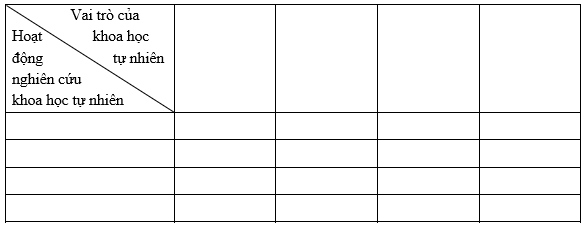 Vai trò của
Hoạt khoa học
động tự nhiên
nghiên cứu
khoa học tự nhiên